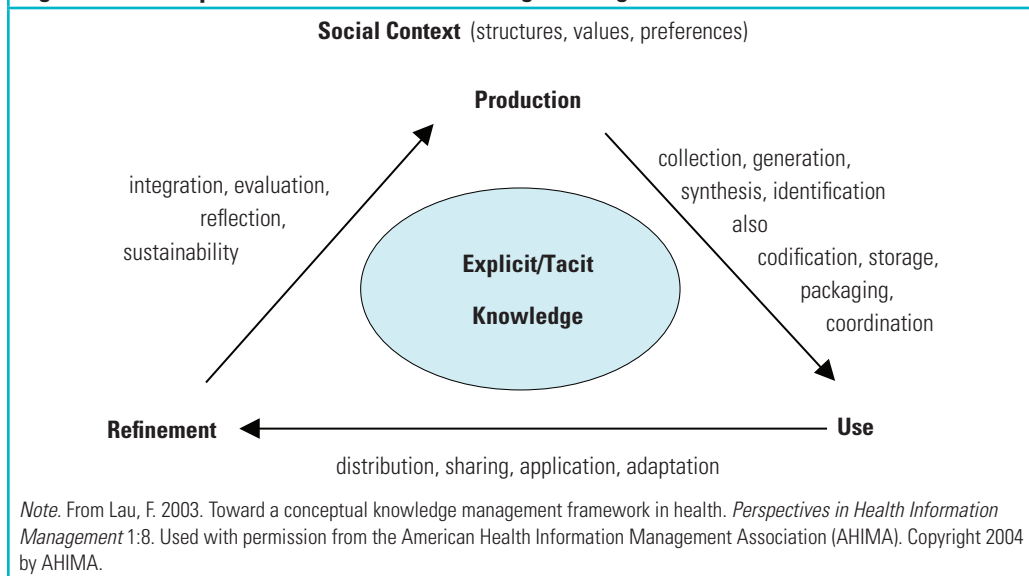 Social Context (structures, values, preferences)
Production
integration, evaluation,
reflection,
sustainability
collection, generation,
synthesis, identification
also
codification, storage,
packaging,
coordination
Explicit/Tacit
Knowledge
Refinement
Use
distribution, sharing, application, adaptation
Note. From Lau, F. 2003. Toward a conceptual knowledge management framework in health. Perspectives in Health Information
Management 1:8. Used with permission from the American Health Information Management Association (AHIMA). Copyright 2004
by AHIMA.